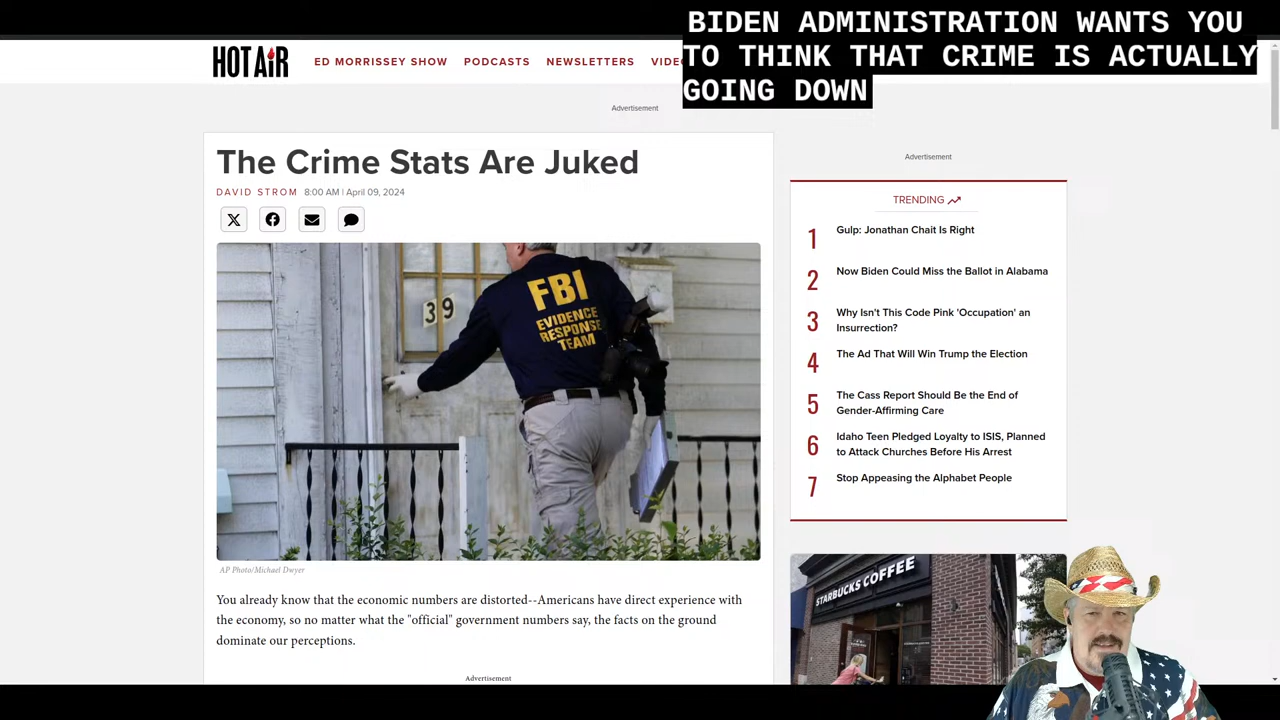 BIDEN ADMINISTRATION WANTS YOU
TO THINK THAT CRIME IS ACTUALLY
GOING DOWN
HOT AIR
ED MORRISSEY SHOW PODCASTS NEWSLETTERS
Advertisement
The Crime Stats Are Juked
DAVID STROM 8:00 AM | April 09, 2024
39
FBI
EVIDENCE
RESPONSE
TEAM
AP Photo/Michael Dwyer
You already know that the economic numbers are distorted--Americans have direct experience with
the economy, so no matter what the "official" government numbers say, the facts on the ground
dominate our perceptions.
Advertisement
Advertisement
TRENDING
1 Gulp: Jonathan Chait Is Right
2 Now Biden Could Miss the Ballot in Alabama
3 Why Isn't This Code Pink 'Occupation' an
Insurrection?
4 The Ad That Will Win Trump the Election
5 The Cass Report Should Be the End of
Gender-Affirming Care
6 Idaho Teen Pledged Loyalty to ISIS, Planned
to Attack Churches Before His Arrest
7 Stop Appeasing the Alphabet People
STARBUCKS COFFEE